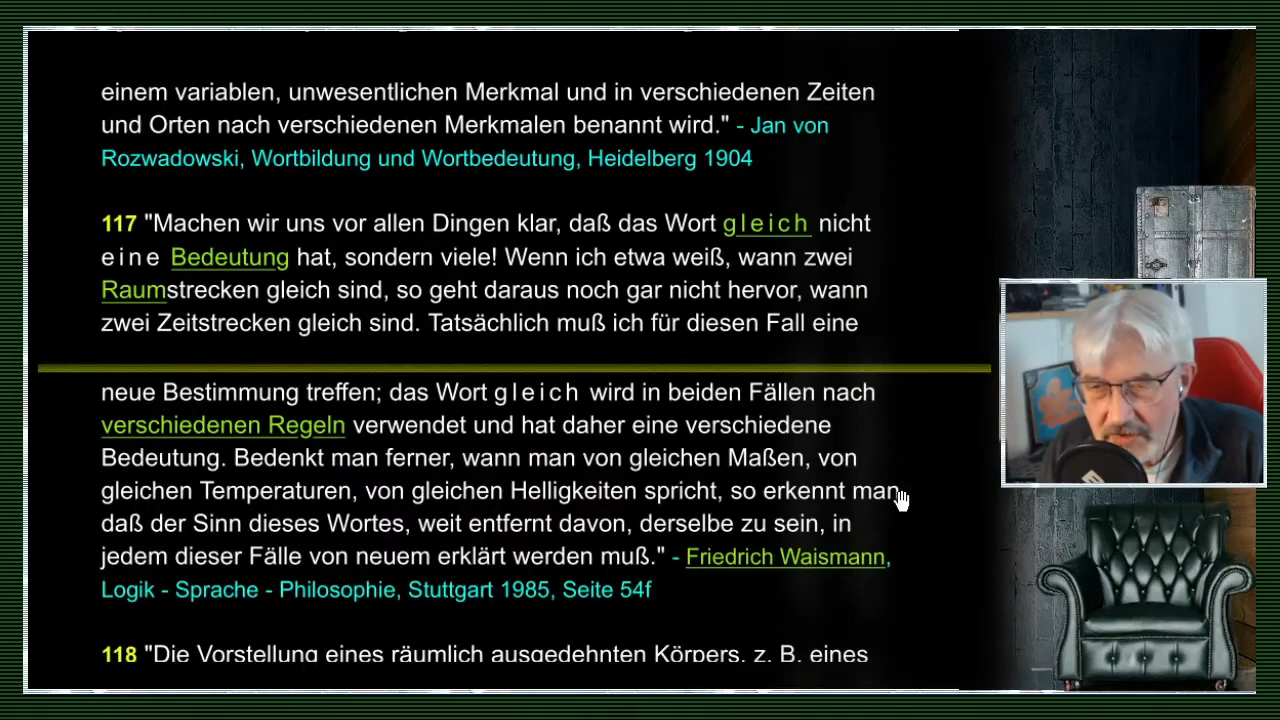 einem variablen, unwesentlichen Merkmal und in verschiedenen Zeiten
und Orten nach verschiedenen Merkmalen benannt wird." - Jan von
Rozwadowski, Wortbildung und Wortbedeutung, Heidelberg 1904
117 "Machen wir uns vor allen Dingen klar, daß das Wort gleich nicht
eine Bedeutung hat, sondern viele! Wenn ich etwa weiß, wann zwei
Raumstrecken gleich sind, so geht daraus noch gar nicht hervor, wann
zwei Zeitstrecken gleich sind. Tatsächlich muß ich für diesen Fall eine
neue Bestimmung treffen; das Wort gleich wird in beiden Fällen nach
verschiedenen Regeln verwendet und hat daher eine verschiedene
Bedeutung. Bedenkt man ferner, wann man von gleichen Maßen, von
gleichen Temperaturen, von gleichen Helligkeiten spricht, so erkennt man,
daß der Sinn dieses Wortes, weit entfernt davon, derselbe zu sein, in
jedem dieser Fälle von neuem erklärt werden muß." - Friedrich Waismann,
Logik - Sprache - Philosophie, Stuttgart 1985, Seite 54f
118 "Die Vorstellung eines räumlich ausgedehnten Körpers, z. B. eines